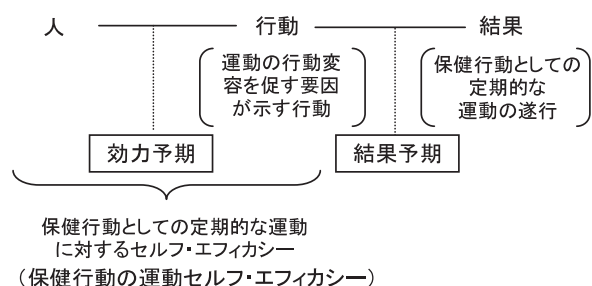 人 行動 結果
運動の行動変
容を促す要因
が示す行動
保健行動としての
定期的な
運動の遂行
効力予期 結果予期
保健行動としての定期的な運動
に対するセルフ・エフィカシー
（保健行動の運動セルフ・エフィカシー）